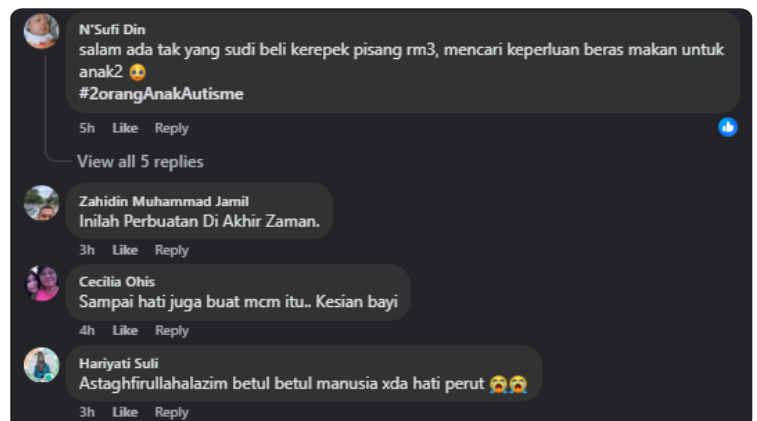 N'Sufi Din
salam ada tak yang sudi beli kerepek pisang rm3, mencari keperluan beras makan untuk
anak2 🥹
#2orangAnakAutisme
5h Like Reply
View all 5 replies
Zahidin Muhammad Jamil
Inilah Perbuatan Di Akhir Zaman.
3h Like Reply
Cecilia Ohis
Sampai hati juga buat mcm itu.. Kesian bayi
4h Like Reply
Hariyati Suli
Astaghfirullahalazim betul betul manusia xda hati perut 😭😭
3h Like Reply